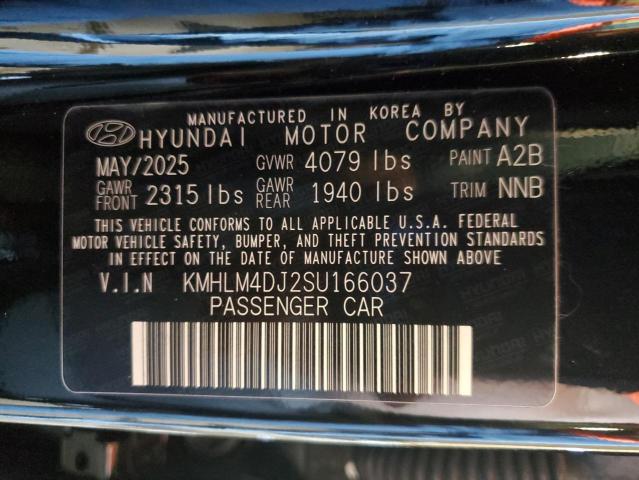 MANUFACTURED IN KOREA BY
HYUNDAI MOTOR COMPANY
MAY/2025 GVWR 4079 lbs PAINT A2B
GAWR FRONT 2315 lbs GAWR REAR 1940 lbs TRIM NNB
THIS VEHICLE CONFORMS TO ALL APPLICABLE U.S.A. FEDERAL
MOTOR VEHICLE SAFETY, BUMPER, AND THEFT PREVENTION STANDARDS
IN EFFECT ON THE DATE OF MANUFACTURE SHOWN ABOVE.
V.I.N KMHLM4DJ2SU166037
PASSENGER CAR